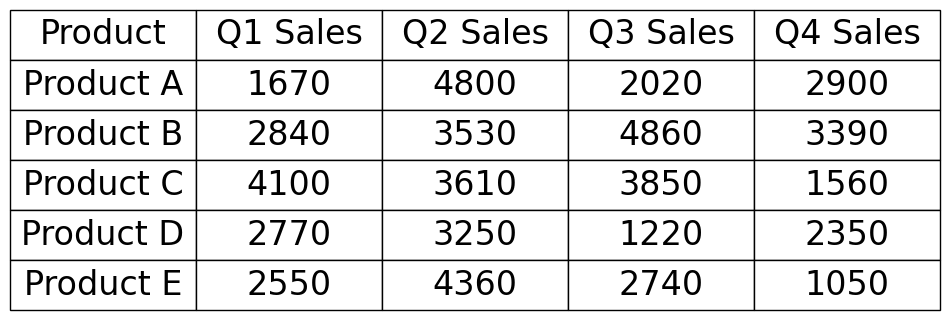 Product Q1 Sales Q2 Sales Q3 Sales Q4 Sales
Product A 1670 4800 2020 2900
Product B 2840 3530 4860 3390
Product C 4100 3610 3850 1560
Product D 2770 3250 1220 2350
Product E 2550 4360 2740 1050